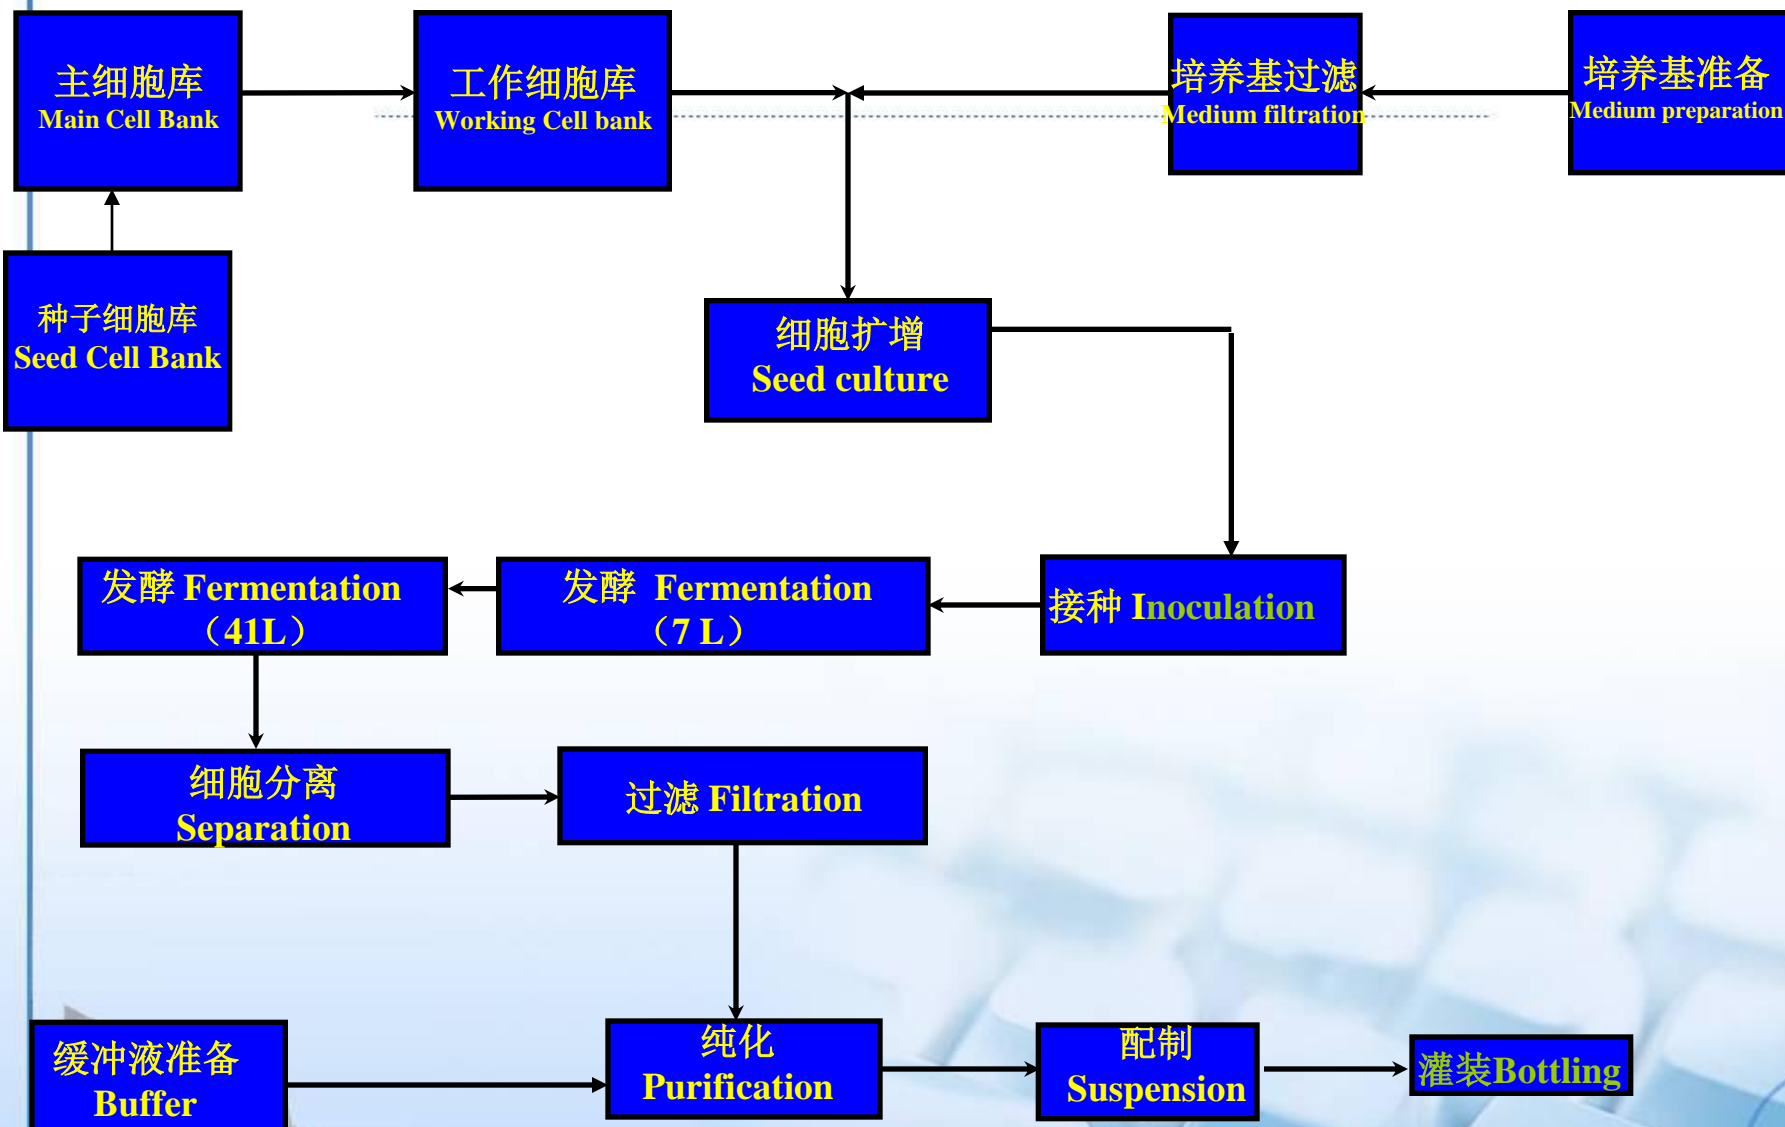 主细胞库
Main Cell Bank
工作细胞库
Working Cell bank
培养基过滤
Medium filtration
培养基准备
Medium preparation
种子细胞库
Seed Cell Bank
细胞扩增
Seed culture
发酵 Fermentation
（41L）
发酵 Fermentation
（7 L）
接种 Inoculation
细胞分离
Separation
过滤 Filtration
缓冲液准备
Buffer
纯化
Purification
配制
Suspension
灌装Bottling